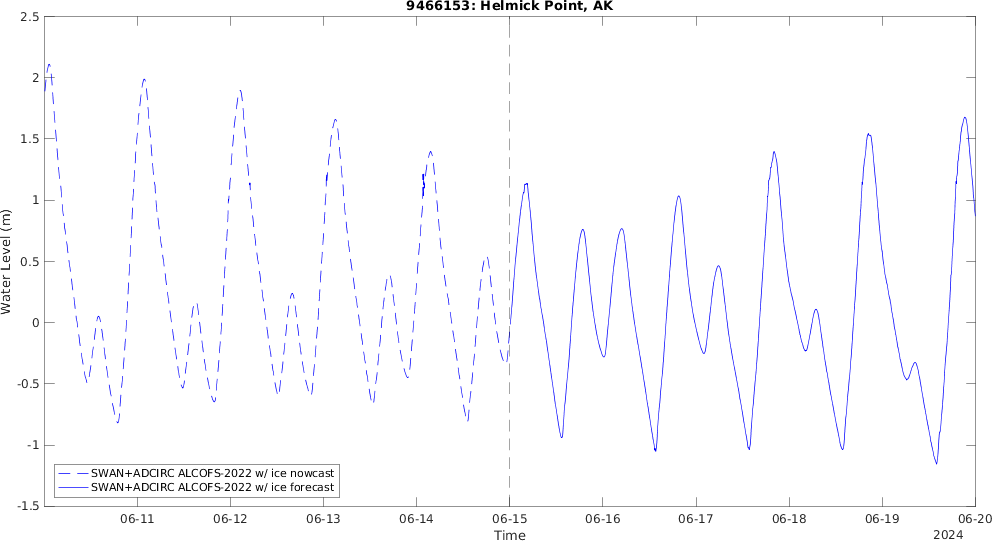 9466153: Helmick Point, AK
2.5
2
1.5
1
0.5
0
-0.5
-1
-1.5
Water Level (m)
SWAN+ADCIRC ALCOFS-2022 w/ ice nowcast
SWAN+ADCIRC ALCOFS-2022 w/ ice forecast
06-11 06-12 06-13 06-14 06-15 06-16 06-17 06-18 06-19 06-20
Time
2024